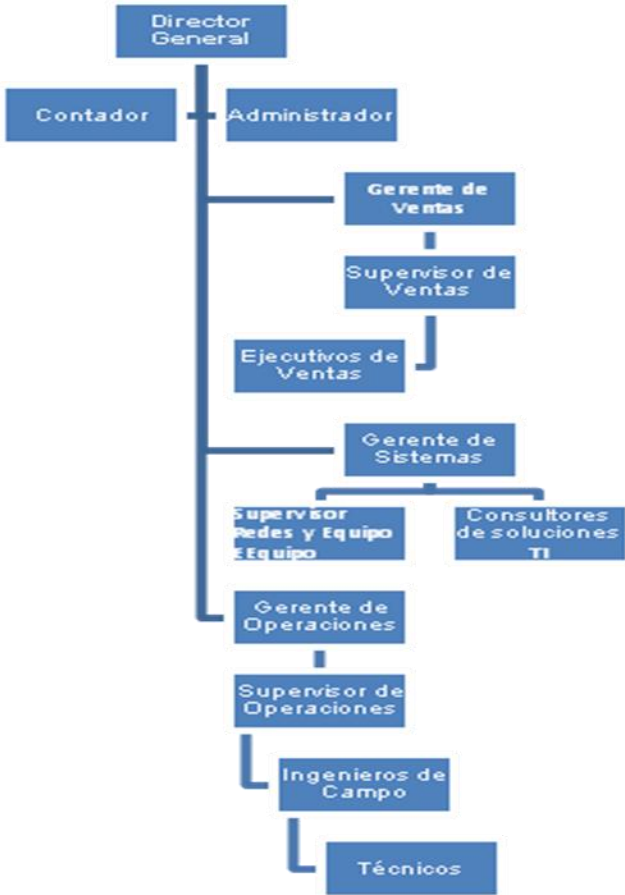 Director
General
Contador
Administrador
Gerente de
Ventas
Supervisor de
Ventas
Ejecutivos de
Ventas
Gerente de
Sistemas
Supervisor
Redes y Equipo
EEquipo
Consultores
de soluciones
TI
Gerente de
Operaciones
Supervisor de
Operaciones
Ingenieros de
Campo
Técnicos